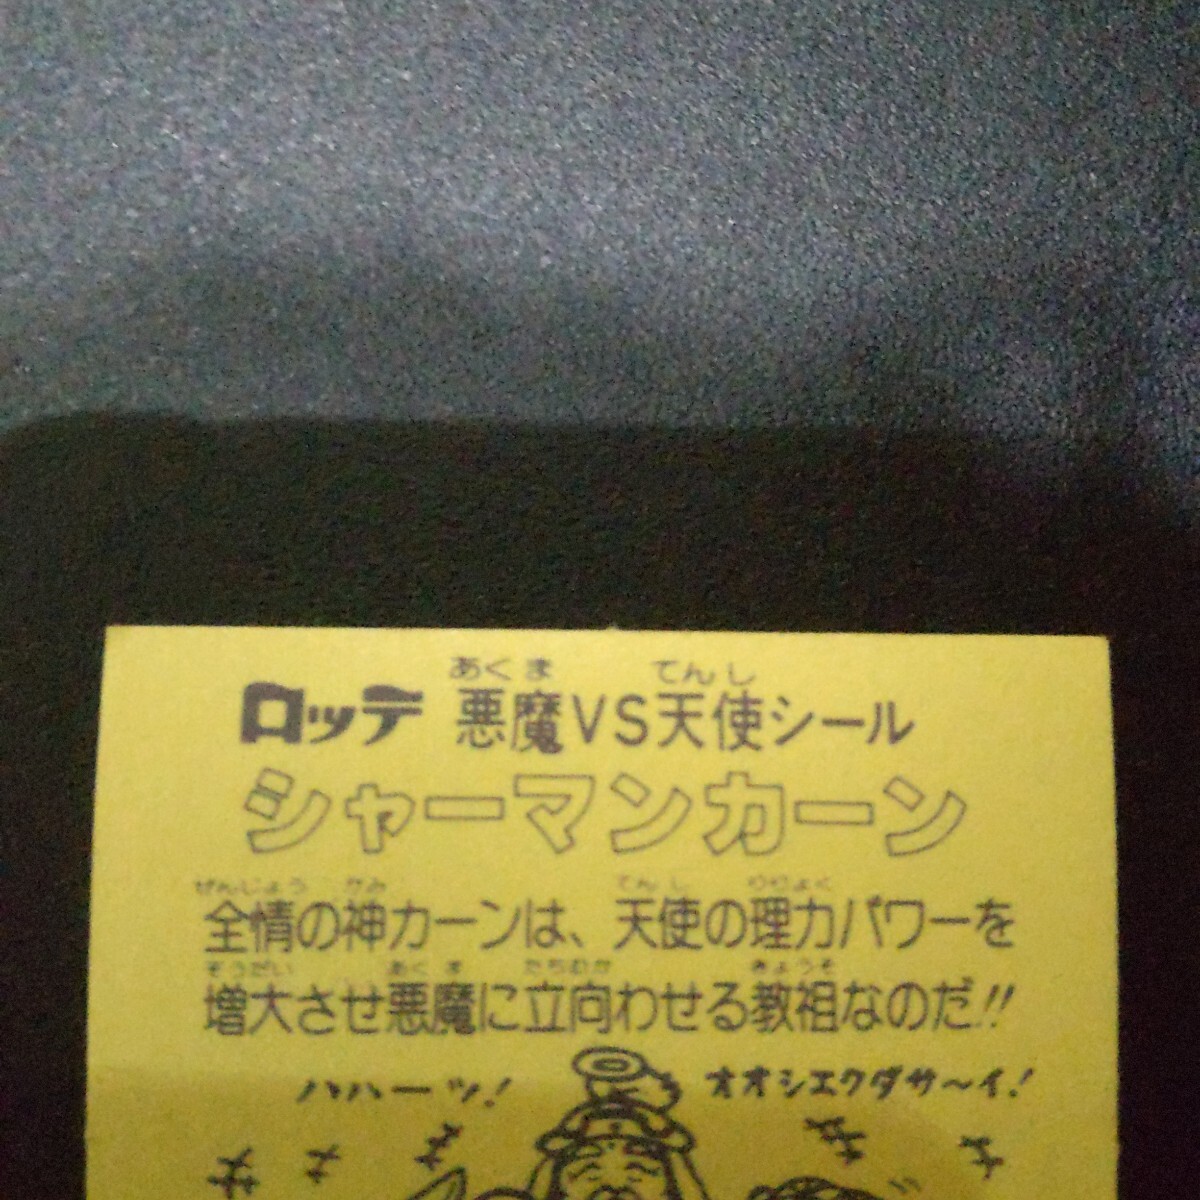 あくま てんし
ロッテ 悪魔VS天使シール
シャーマンカーン
ぜんじょう かみ てんし りりょく
全情の神カーンは、天使の理力パワーを
ぞうだい あくま たちむか きょうそ
増大させ悪魔に立向わせる教祖なのだ!!
ハハーッ! オオシエクダサ〜イ!